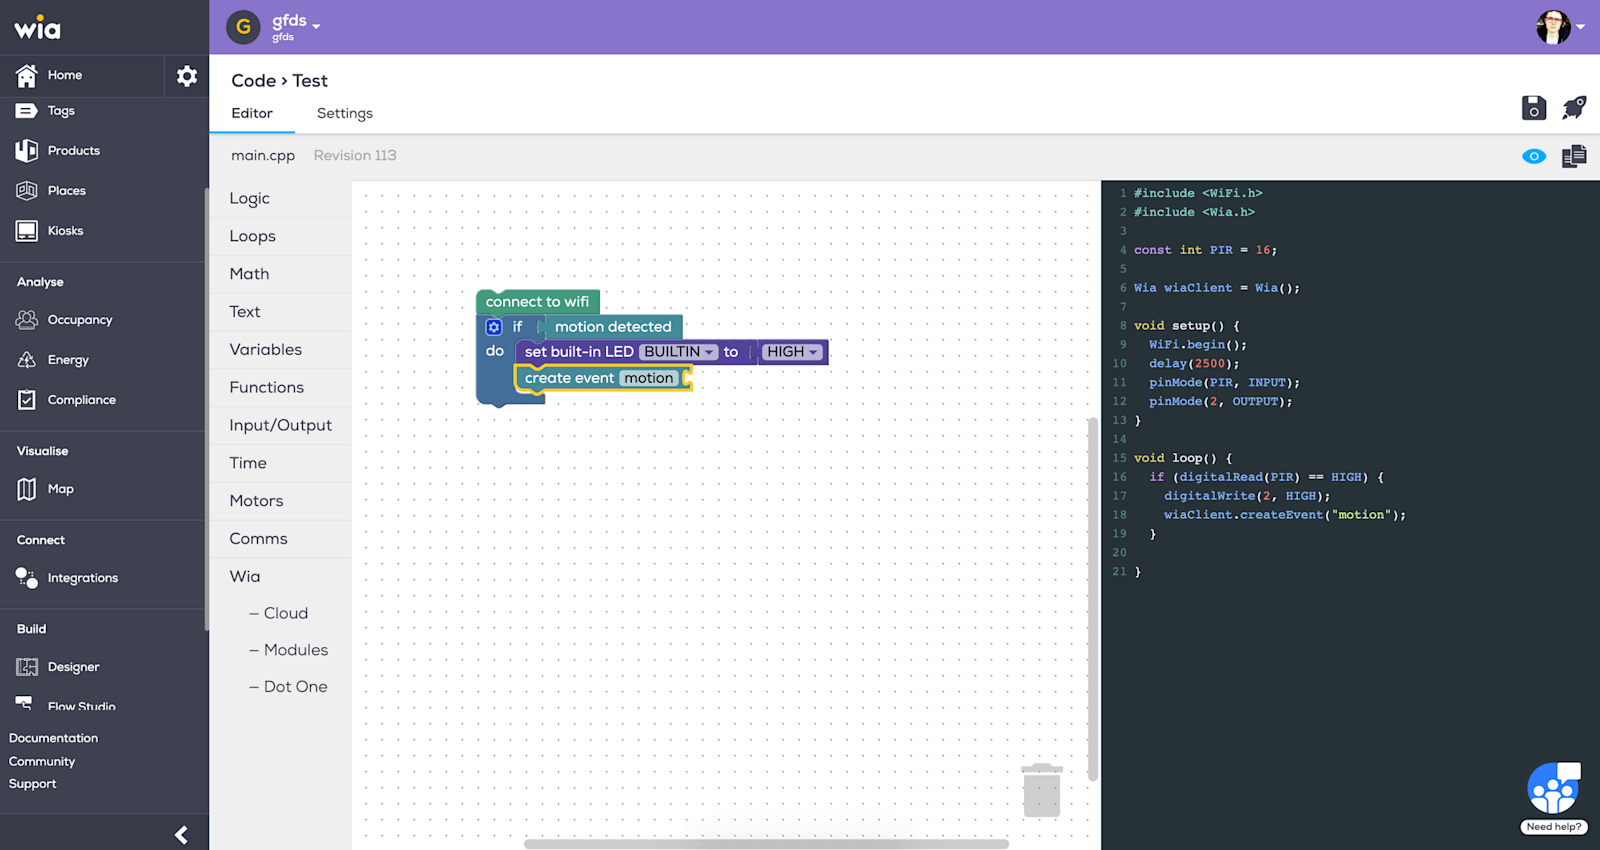 wia
G
gfds
gfds
Home
Tags
Products
Places
Kiosks
Analyse
Occupancy
Energy
Compliance
Visualise
Map
Connect
Integrations
Build
Designer
Flow Studio
Documentation
Community
Support
Code › Test
Editor
Settings
main.cpp
Revision 113
Logic
Loops
Math
Text
Variables
Functions
Input/Output
Time
Motors
Comms
Wia
– Cloud
– Modules
– Dot One
connect to wifi
if motion detected
do set built-in LED BUILTIN to HIGH
create event motion
1 #include <WiFi.h>
2 #include <Wia.h>
3
4 const int PIR = 16;
5
6 Wia wiaClient = Wia();
7
8 void setup() {
9 WiFi.begin();
10 delay(2500);
11 pinMode(PIR, INPUT);
12 pinMode(2, OUTPUT);
13 }
14
15 void loop() {
16 if (digitalRead(PIR) == HIGH) {
17 digitalWrite(2, HIGH);
18 wiaClient.createEvent("motion");
19 }
20
21 }
Need help?